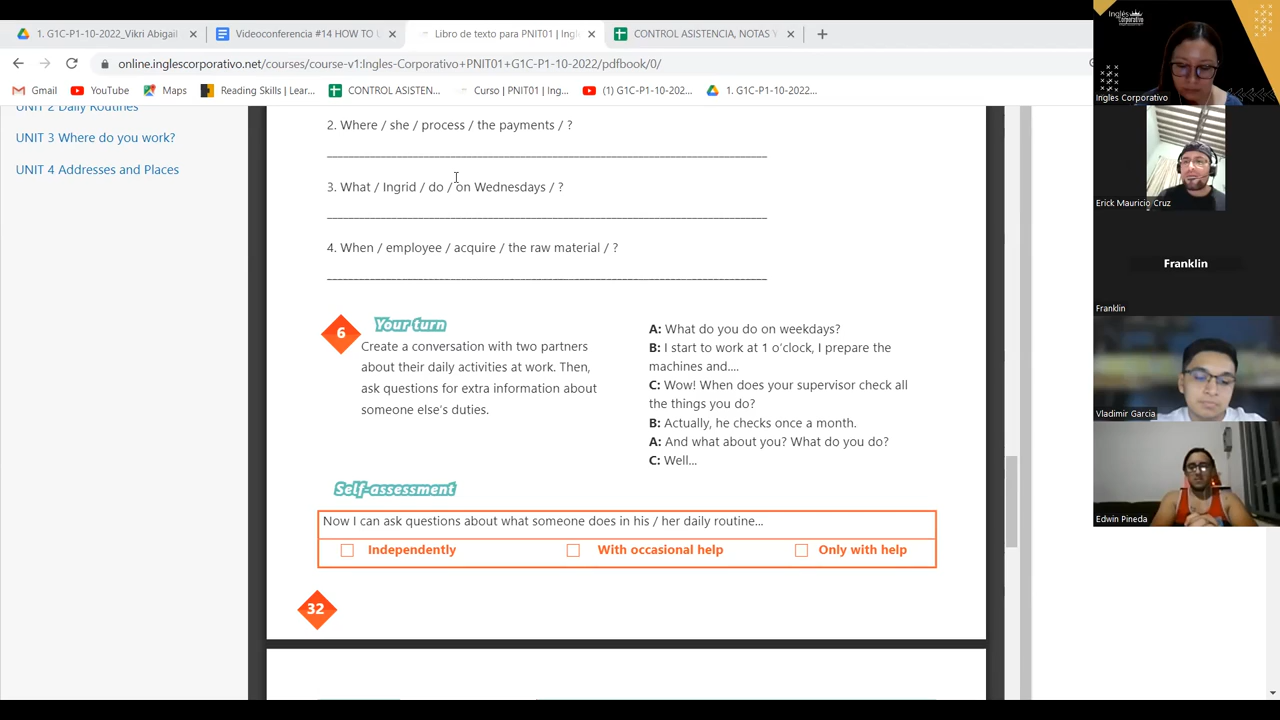 1. G1C-P1-10-2022_Vikri Abigail
Videoconferencia #14 HOW TO U
Libro de texto para PNIT01 | Ingl
CONTROL ASISTENCIA, NOTAS Y
online.inglescorporativo.net/courses/course-v1:Ingles-Corporativo+PNIT01+G1C-P1-10-2022/pdfbook/0/
Gmail
YouTube
Maps
Reading Skills | Lear...
CONTROL ASISTEN...
Curso | PNIT01 | Ing...
(1) G1C-P1-10-202...
1. G1C-P1-10-2022...
UNIT 2 Daily Routines
UNIT 3 Where do you work?
UNIT 4 Addresses and Places
2. Where / she / process / the payments / ?
3. What / Ingrid / do / on Wednesdays / ?
4. When / employee / acquire / the raw material / ?
6
Your turn
Create a conversation with two partners
about their daily activities at work. Then,
ask questions for extra information about
someone else's duties.
A: What do you do on weekdays?
B: I start to work at 1 o'clock, I prepare the
machines and....
C: Wow! When does your supervisor check all
the things you do?
B: Actually, he checks once a month.
A: And what about you? What do you do?
C: Well...
Self-assessment
Now I can ask questions about what someone does in his / her daily routine...
Independently
With occasional help
Only with help
32
Inglés
Corporativo
Ingles Corporativo
Erick Mauricio Cruz
Franklin
Franklin
Vladimir Garcia
Edwin Pineda